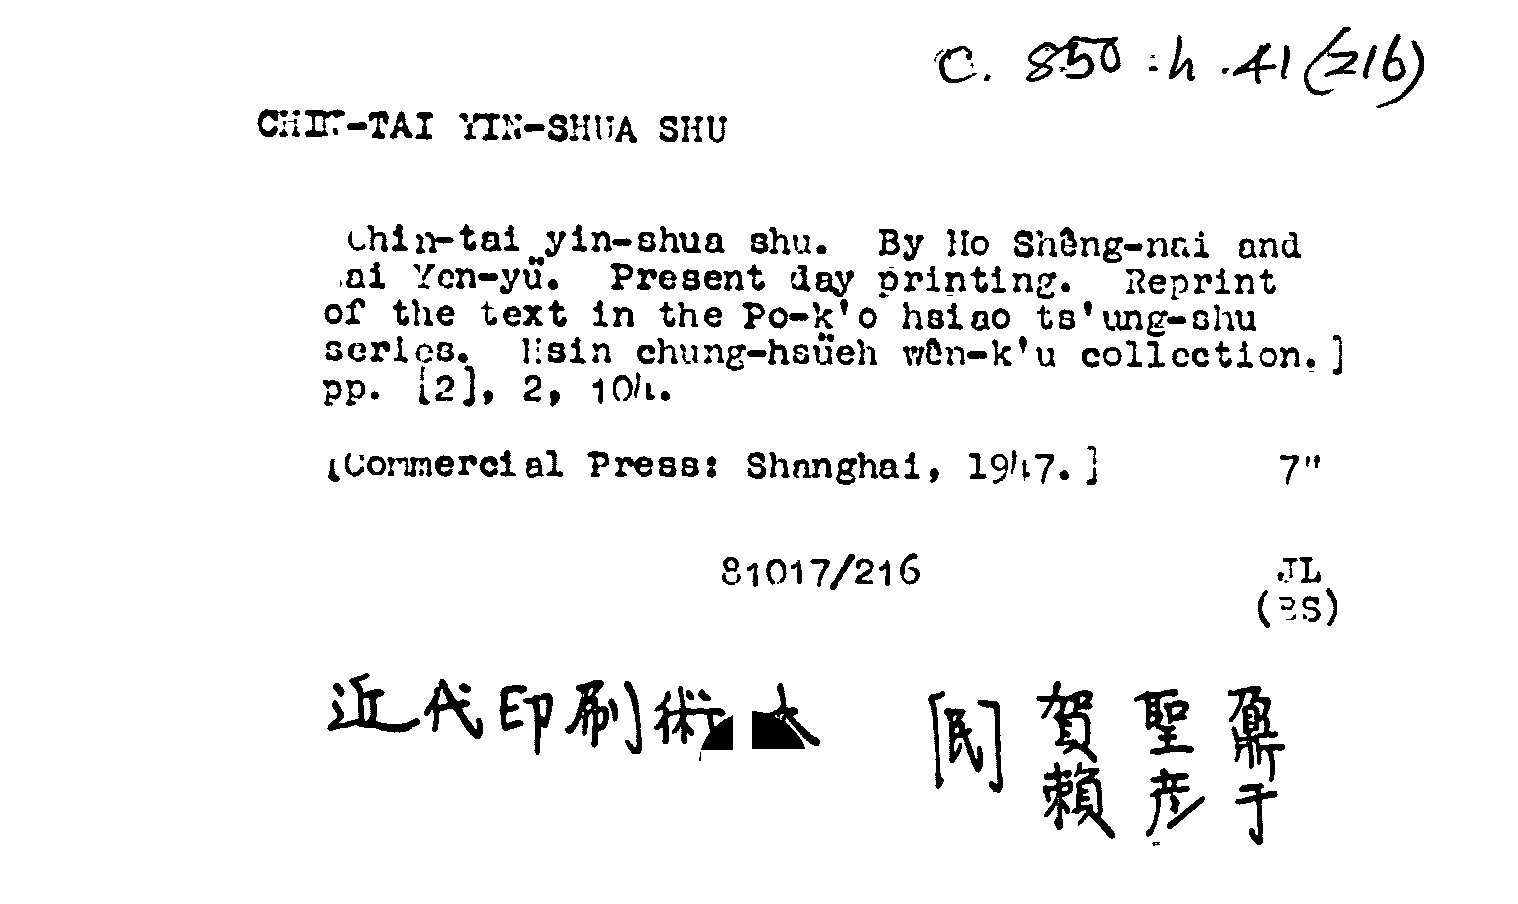 C. 850 .h .41 (216)
CHIN-TAI YIN-SHUA SHU
Chin-tai yin-shua shu. By Ho Shêng-nai and
ai Yen-yü. Present day printing. Reprint
of the text in the Po-k'o hsiao ts'ung-shu
series. Hsin chung-hsüeh wên-k'u collection.]
pp. [2], 2, 104.
[Commercial Press: Shanghai, 1947.] 7"
81017/216 JL
(BS)
近代印刷術 [民] 賀聖鼐
賴彥于